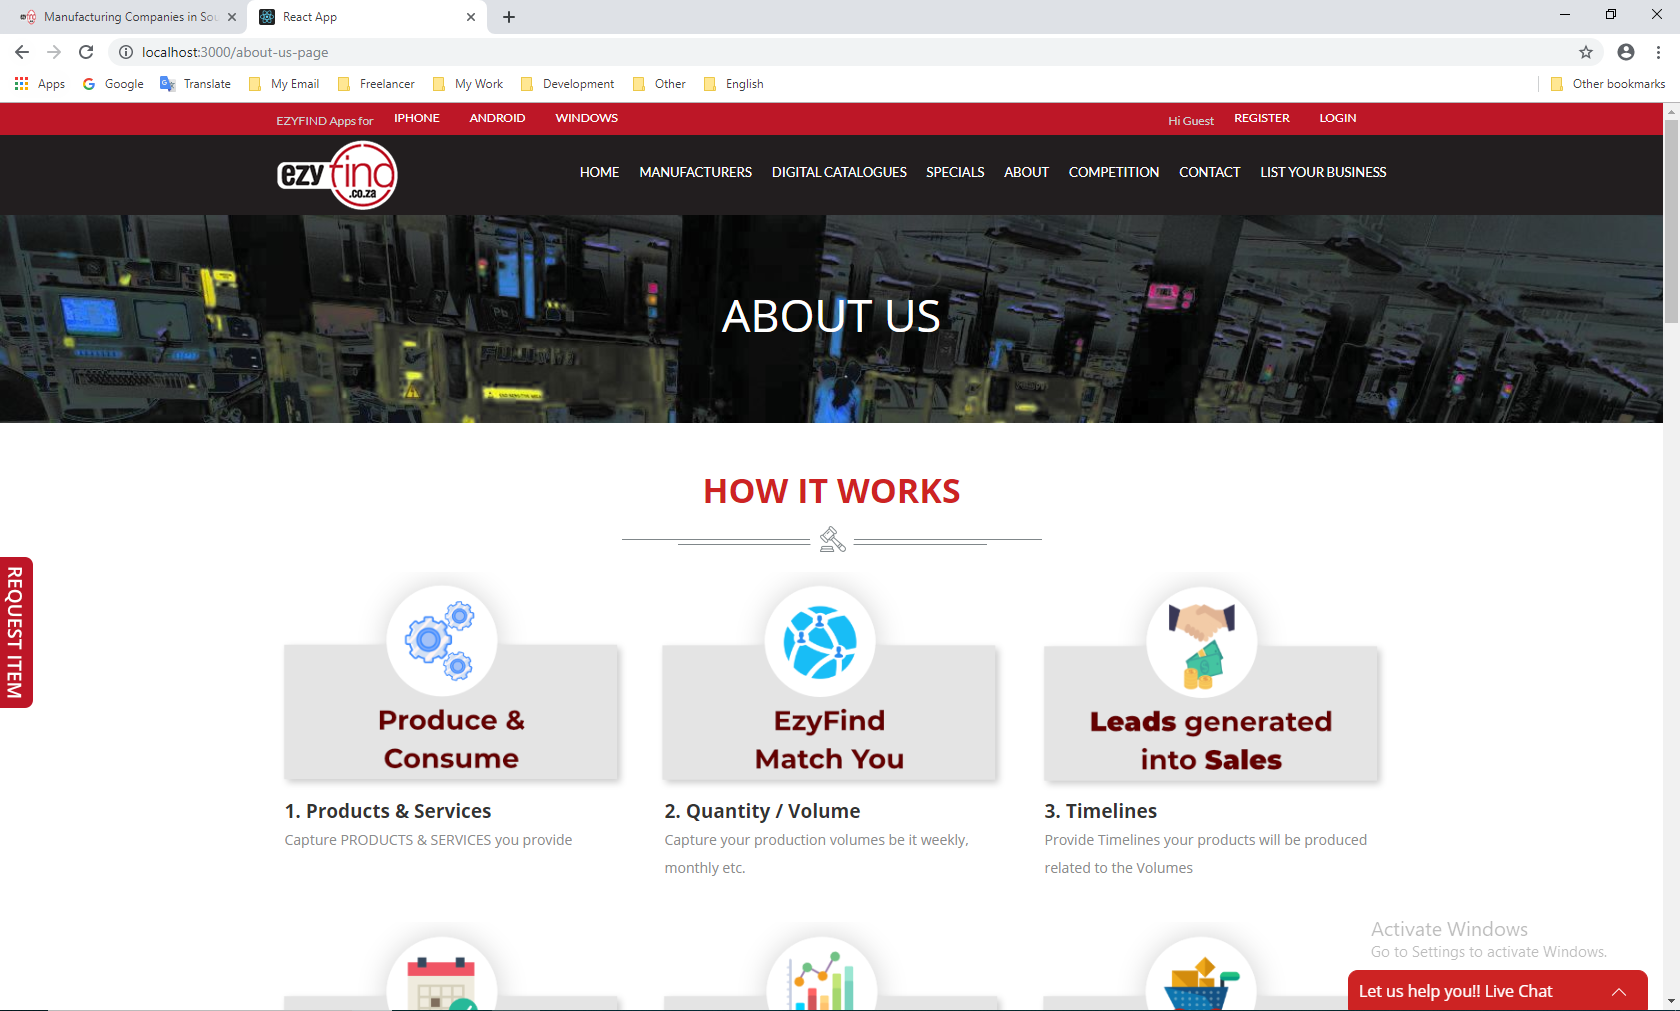 Manufacturing Companies in Sou
React App
localhost:3000/about-us-page
Apps
Google
Translate
My Email
Freelancer
My Work
Development
Other
English
Other bookmarks
EZYFIND Apps for
IPHONE
ANDROID
WINDOWS
Hi Guest
REGISTER
LOGIN
ezyfind
.co.za
HOME
MANUFACTURERS
DIGITAL CATALOGUES
SPECIALS
ABOUT
COMPETITION
CONTACT
LIST YOUR BUSINESS
ABOUT US
HOW IT WORKS
REQUEST ITEM
Produce &
Consume
EzyFind
Match You
Leads generated
into Sales
1. Products & Services
Capture PRODUCTS & SERVICES you provide
2. Quantity / Volume
Capture your production volumes be it weekly,
monthly etc.
3. Timelines
Provide Timelines your products will be produced
related to the Volumes
Activate Windows
Go to Settings to activate Windows.
Let us help you!! Live Chat